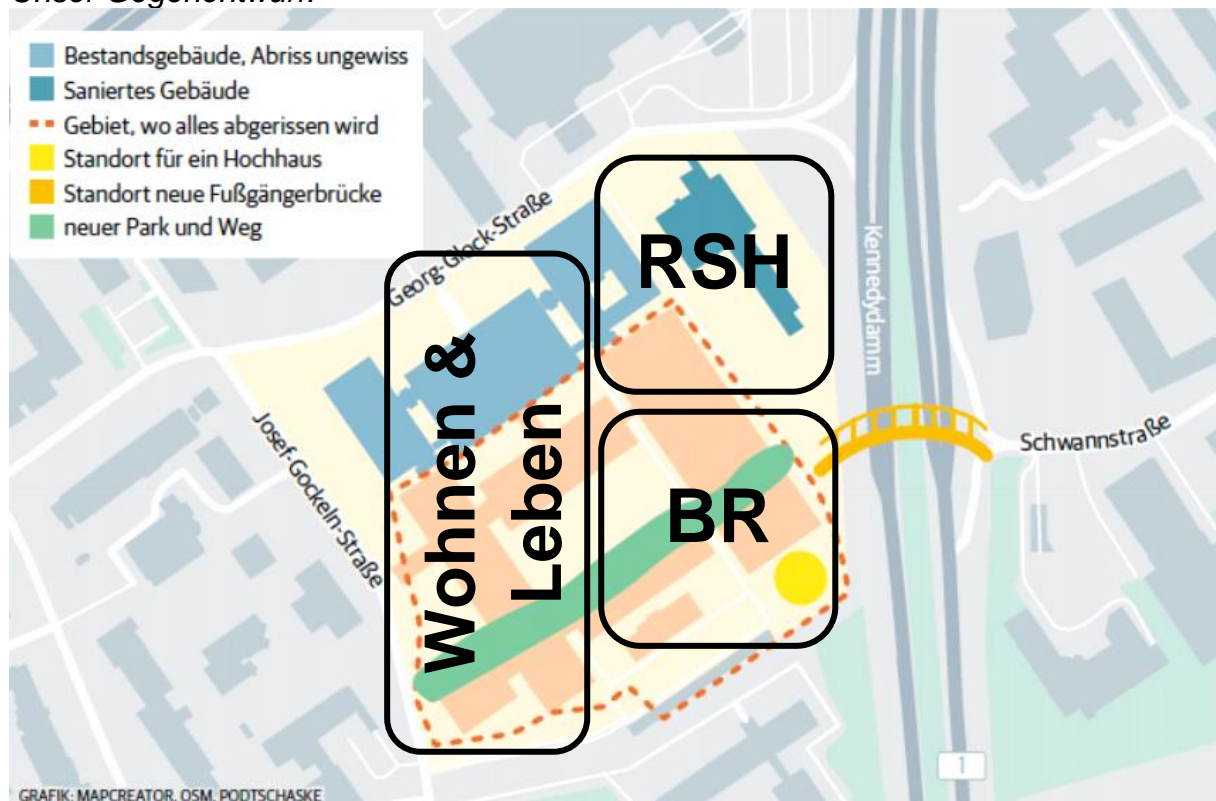 Unser Gegenentwurf:
Bestandsgebäude, Abriss ungewiss
Saniertes Gebäude
Gebiet, wo alles abgerissen wird
Standort für ein Hochhaus
Standort neue Fußgängerbrücke
neuer Park und Weg
Georg-Glock-Straße
RSH
Kennedydamm
Wohnen &
Leben
Josef-Gockeln-Straße
BR
Schwannstraße
1
GRAFIK: MAPCREATOR, OSM, PODTSCHASKE